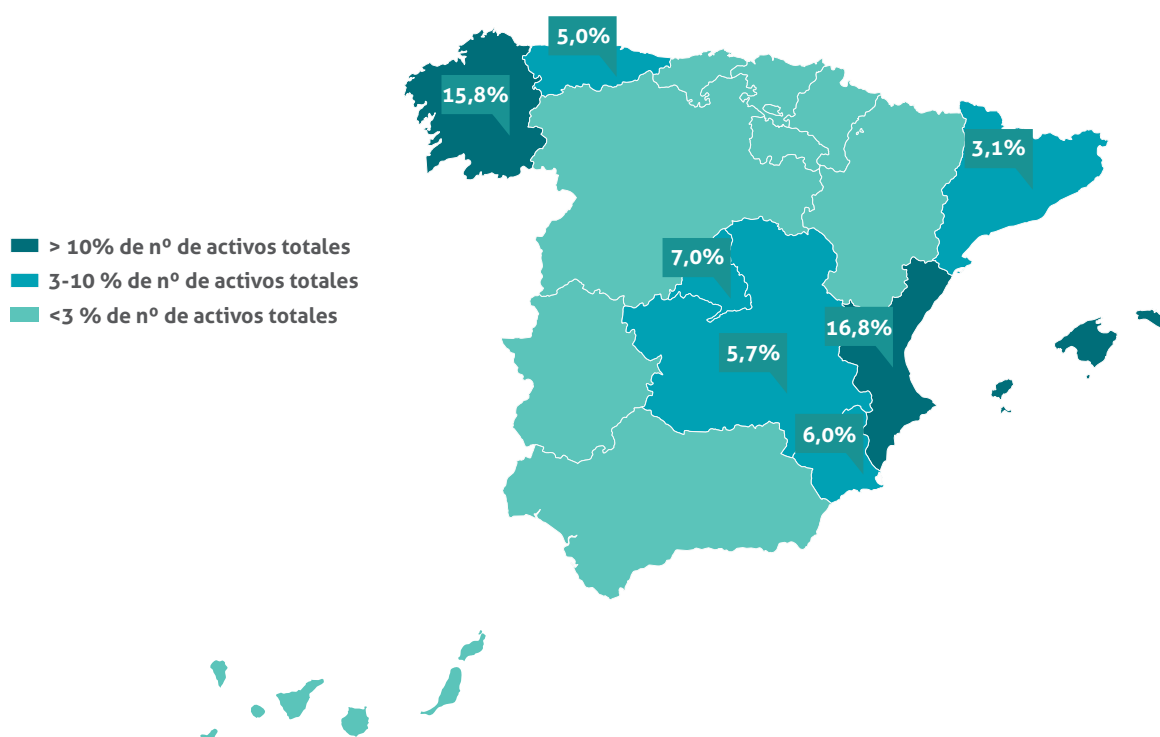 5,0%
15,8%
3,1%
> 10% de nº de activos totales
3-10 % de nº de activos totales
<3 % de nº de activos totales
7,0%
16,8%
5,7%
6,0%